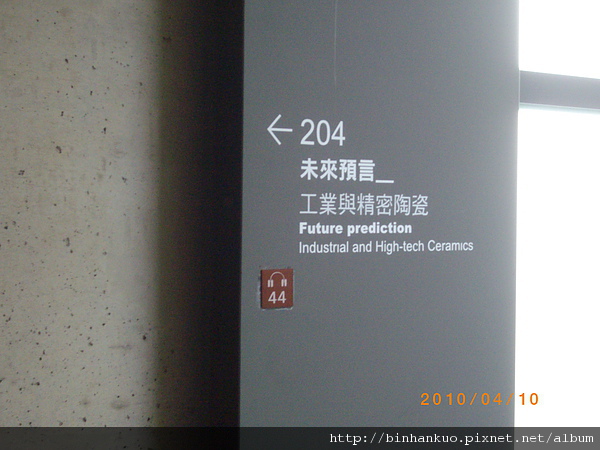 ← 204
未來預言_
工業與精密陶瓷
Future prediction
Industrial and High-tech Ceramics
44
2010/04/10
http://binhankuo.pixnet.net/album